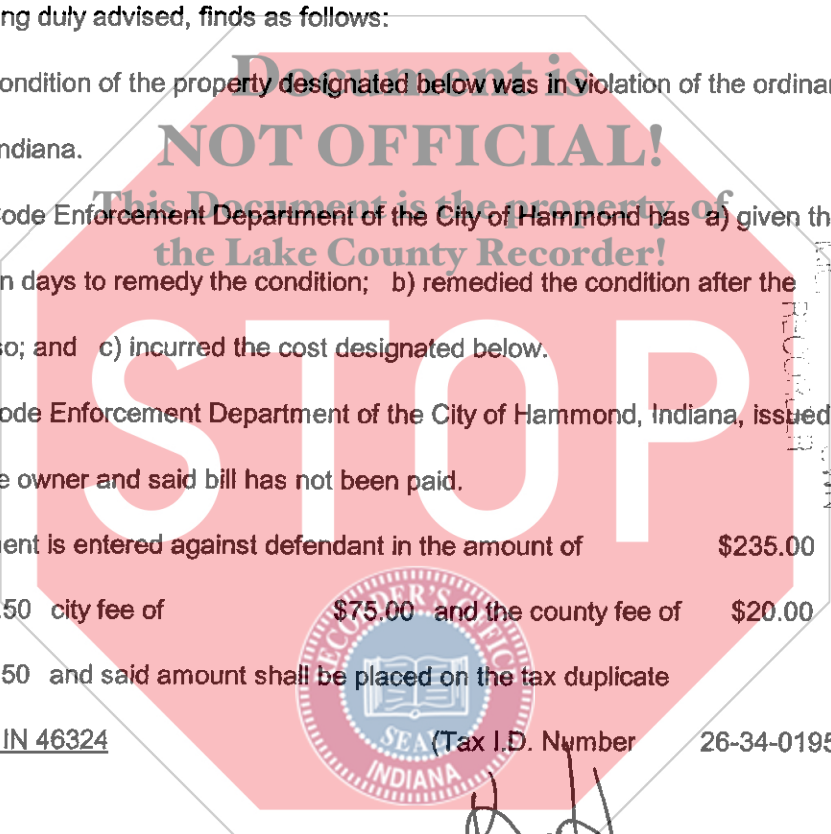 ng duly advised, finds as follows:
Document is
ondition of the property designated below was in violation of the ordinar
NOT OFFICIAL!
ndiana.
This Document is the property of
ode Enforcement Department of the City of Hammond has a) given th
the Lake County Recorder!
n days to remedy the condition; b) remedied the condition after the
so; and c) incurred the cost designated below.
RECORDER
STOP
ode Enforcement Department of the City of Hammond, Indiana, issued
e owner and said bill has not been paid.
ent is entered against defendant in the amount of $235.00
.50 city fee of $75.00 and the county fee of $20.00
50 and said amount shall be placed on the tax duplicate
IN 46324 (Tax I.D. Number 26-34-0195
RECORDER'S OFFICE
SEAL
INDIANA